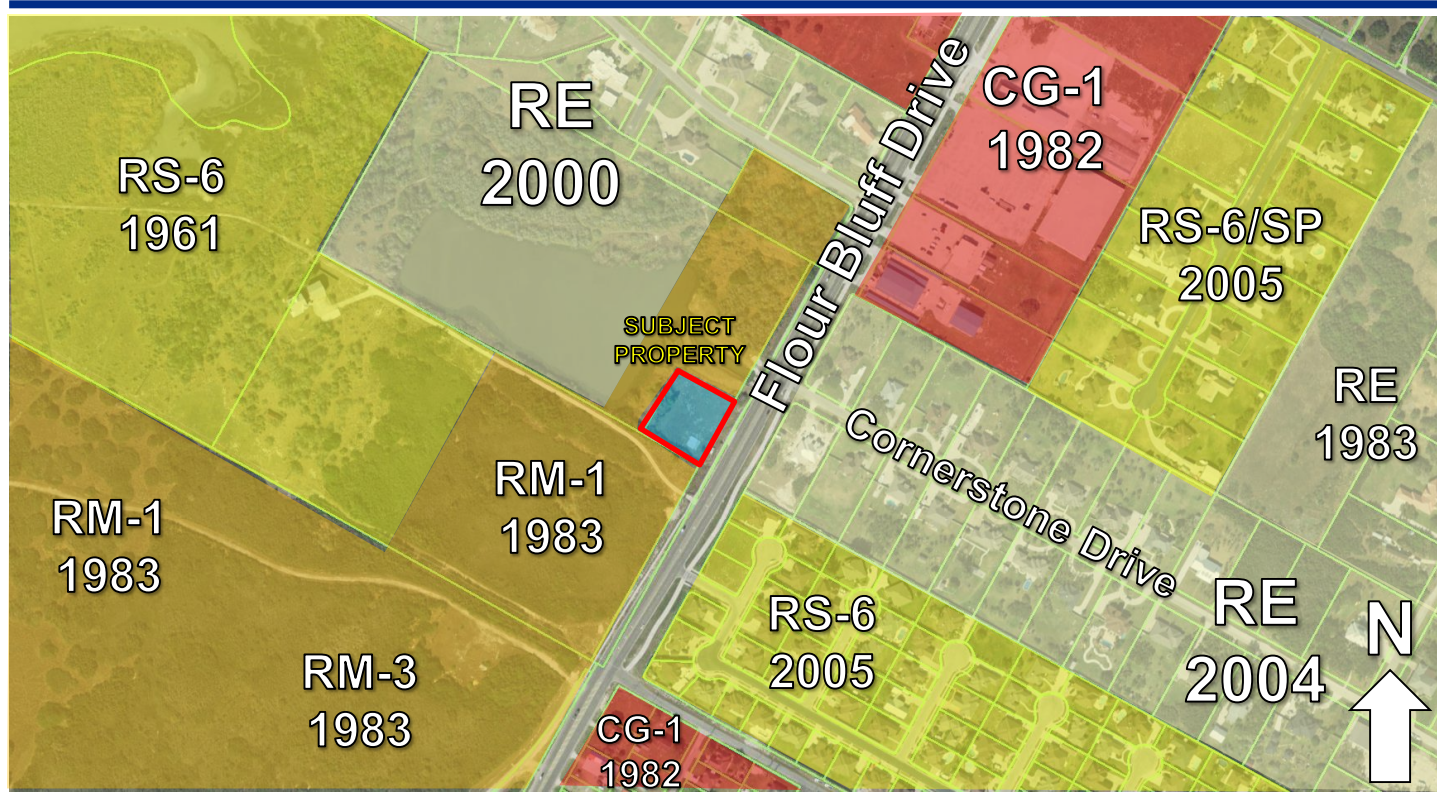 RE
2000
CG-1
1982
Flour Bluff Drive
RS-6
1961
RS-6/SP
2005
SUBJECT
PROPERTY
RE
1983
Cornerstone Drive
RM-1
1983
RM-1
1983
RS-6
2005
RE
2004
N
RM-3
1983
CG-1
1982